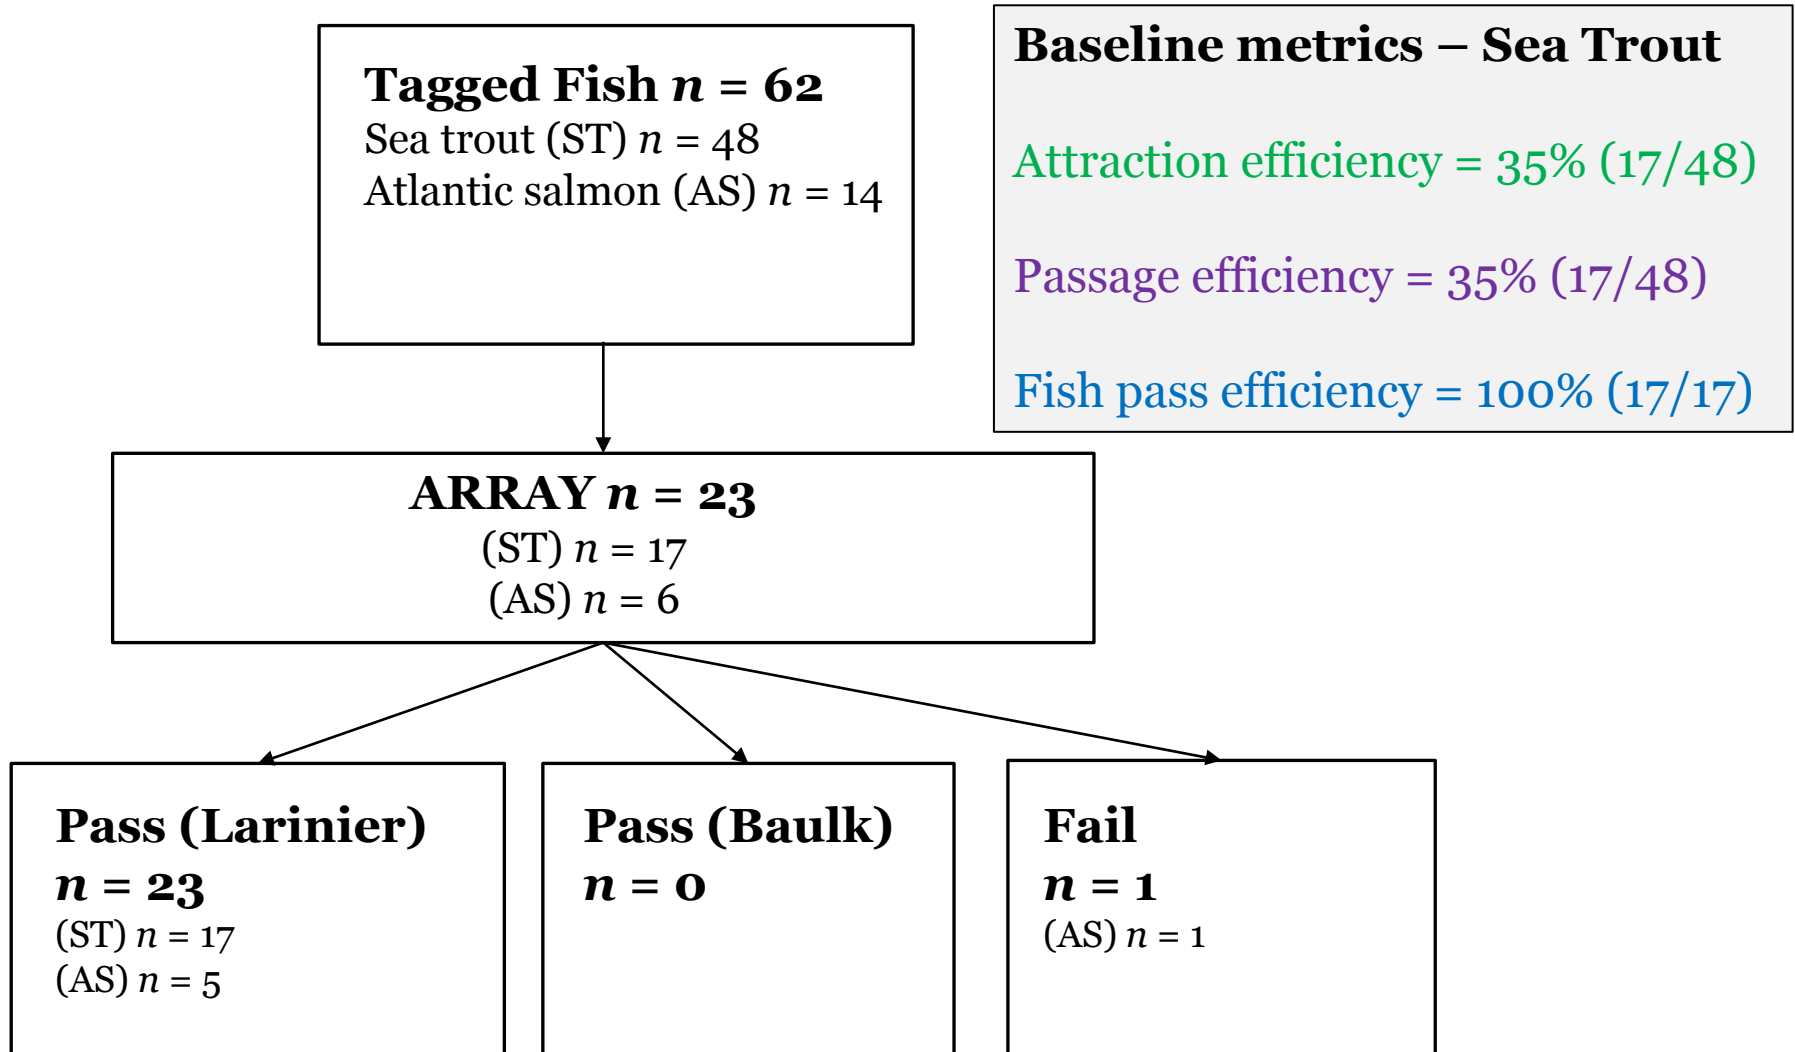 Tagged Fish n = 62
Sea trout (ST) n = 48
Atlantic salmon (AS) n = 14
Baseline metrics – Sea Trout
Attraction efficiency = 35% (17/48)
Passage efficiency = 35% (17/48)
Fish pass efficiency = 100% (17/17)
ARRAY n = 23
(ST) n = 17
(AS) n = 6
Pass (Larinier)
n = 23
(ST) n = 17
(AS) n = 5
Pass (Baulk)
n = 0
Fail
n = 1
(AS) n = 1